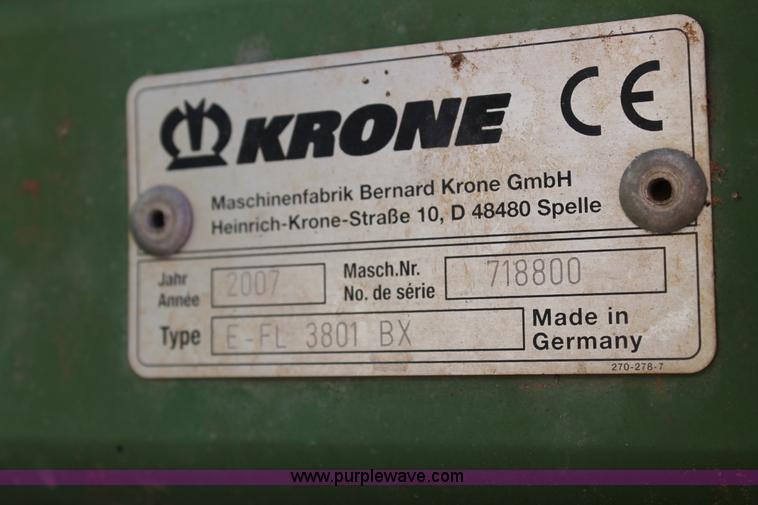 KRONE CE
Maschinenfabrik Bernard Krone GmbH
Heinrich-Krone-Straße 10, D 48480 Spelle
Jahr
Année 2007
Masch.Nr.
No. de série 718800
Type E-FL 3801 BX
Made in
Germany
270-278-7
www.purplewave.com